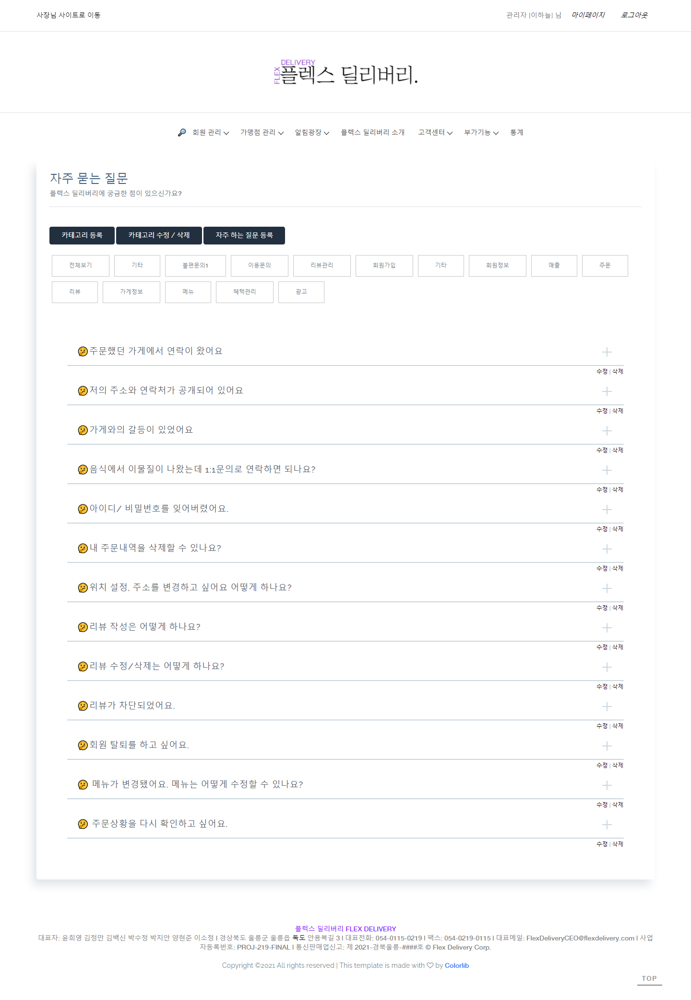 사장님 사이트로 이동
관리자 [이하늘] 님 마이페이지 로그아웃
DELIVERY
FLEX
플렉스 딜리버리.
회원 관리 가맹점 관리 알림광장 플렉스 딜리버리 소개 고객센터 부가기능 통계
자주 묻는 질문
플렉스 딜리버리에 궁금한 점이 있으신가요?
카테고리 등록 카테고리 수정 / 삭제 자주 하는 질문 등록
전체보기 기타 불편문의1 이용문의 리뷰관리 회원가입 기타 회원정보 매출 주문
리뷰 가게정보 메뉴 혜택관리 광고
🤔주문했던 가게에서 연락이 왔어요
수정 | 삭제
🤔저의 주소와 연락처가 공개되어 있어요
수정 | 삭제
🤔가게와의 갈등이 있었어요
수정 | 삭제
🤔음식에서 이물질이 나왔는데 1:1문의로 연락하면 되나요?
수정 | 삭제
🤔아이디/ 비밀번호를 잊어버렸어요.
수정 | 삭제
🤔내 주문내역을 삭제할 수 있나요?
수정 | 삭제
🤔위치 설정, 주소를 변경하고 싶어요 어떻게 하나요?
수정 | 삭제
🤔리뷰 작성은 어떻게 하나요?
수정 | 삭제
🤔리뷰 수정/삭제는 어떻게 하나요?
수정 | 삭제
🤔리뷰가 차단되었어요.
수정 | 삭제
🤔회원 탈퇴를 하고 싶어요.
수정 | 삭제
🤔 메뉴가 변경됐어요. 메뉴는 어떻게 수정할 수 있나요?
수정 | 삭제
🤔 주문상황을 다시 확인하고 싶어요.
수정 | 삭제
플렉스 딜리버리 FLEX DELIVERY
대표자: 윤희영 김정만 김백신 박수정 박지안 양현준 이소정 l 경상북도 울릉군 울릉읍 독도 안용복길 3 l 대표전화: 054-0115-0219 l 팩스: 054-0219-0115 l 대표메일: FlexDeliveryCEO@flexdelivery.com l 사업
자등록번호: PROJ-219-FINAL l 통신판매업신고: 제 2021-경북울릉-####호 © Flex Delivery Corp.
Copyright ©2021 All rights reserved | This template is made with ♡ by Colorlib
TOP